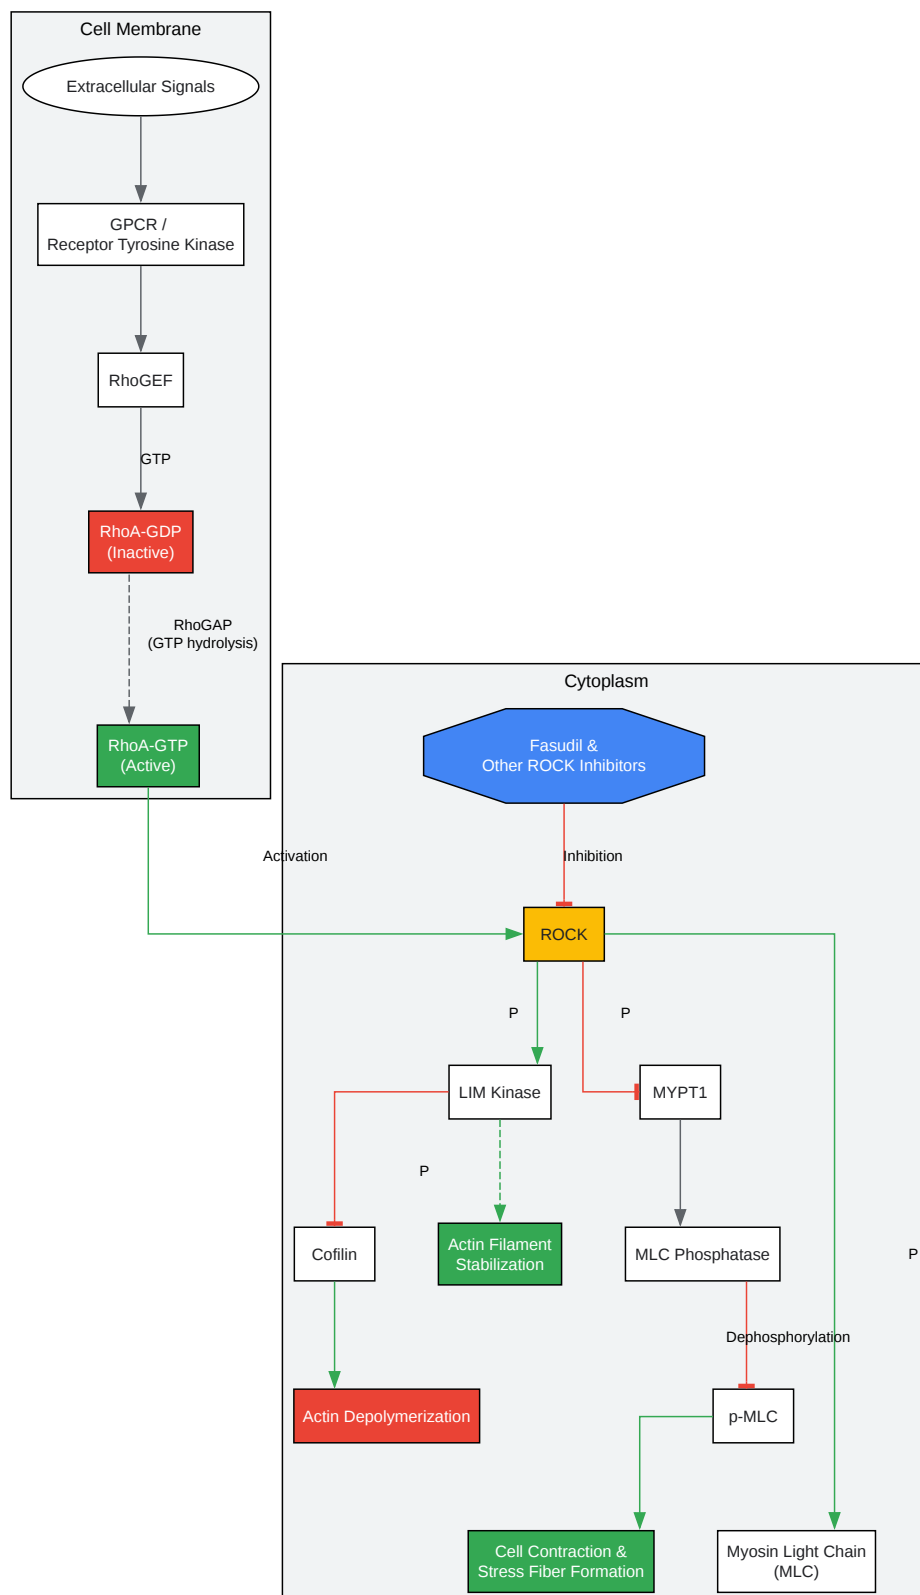 Cell Membrane
Extracellular Signals
GPCR /
Receptor Tyrosine Kinase
RhoGEF
GTP
RhoA-GDP
(Inactive)
RhoGAP
(GTP hydrolysis)
RhoA-GTP
(Active)
Cytoplasm
Fasudil &
Other ROCK Inhibitors
Activation
Inhibition
ROCK
P
P
LIM Kinase
MYPT1
P
Cofilin
Actin Filament
Stabilization
MLC Phosphatase
P
Dephosphorylation
Actin Depolymerization
p-MLC
Cell Contraction &
Stress Fiber Formation
Myosin Light Chain
(MLC)